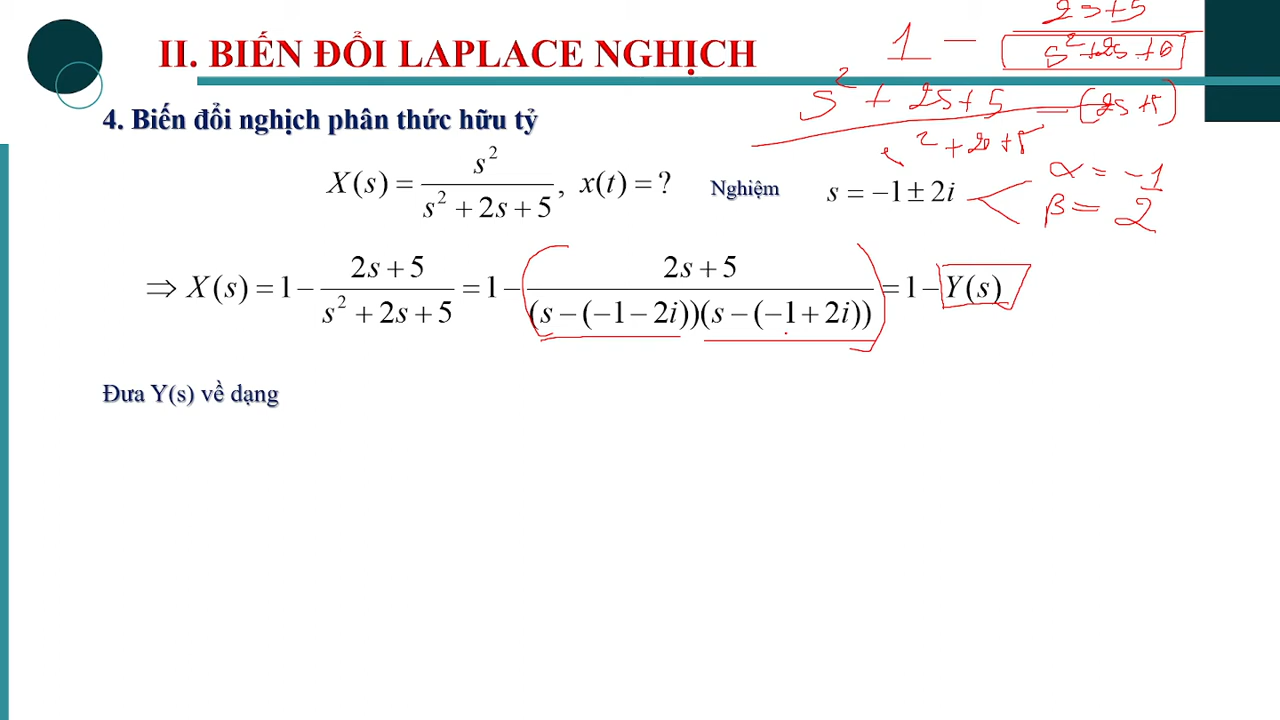 2s+5
II. BIẾN ĐỔI LAPLACE NGHỊCH
1 −
s²+2s+
s² + 2s+5 − (2s+5)
4. Biến đổi nghịch phân thức hữu tỷ
s²+2s+5
X(s) = s² / (s² + 2s + 5), x(t) = ?
Nghiệm
s = −1 ± 2i
α = −1
β = 2
⇒ X(s) = 1 − (2s + 5) / (s² + 2s + 5) = 1 − (2s + 5) / ((s − (−1 − 2i))(s − (−1 + 2i))) = 1 − Y(s)
Đưa Y(s) về dạng